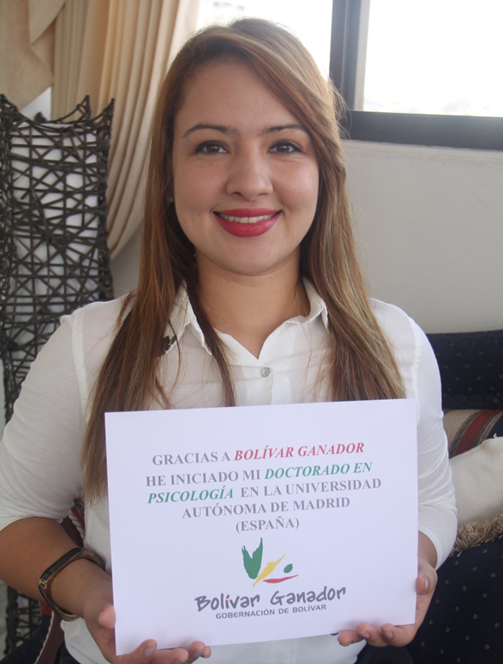 GRACIAS A BOLÍVAR GANADOR
HE INICIADO MI DOCTORADO EN
PSICOLOGÍA EN LA UNIVERSIDAD
AUTÓNOMA DE MADRID
(ESPAÑA)
Bolívar Ganador
GOBERNACIÓN DE BOLÍVAR